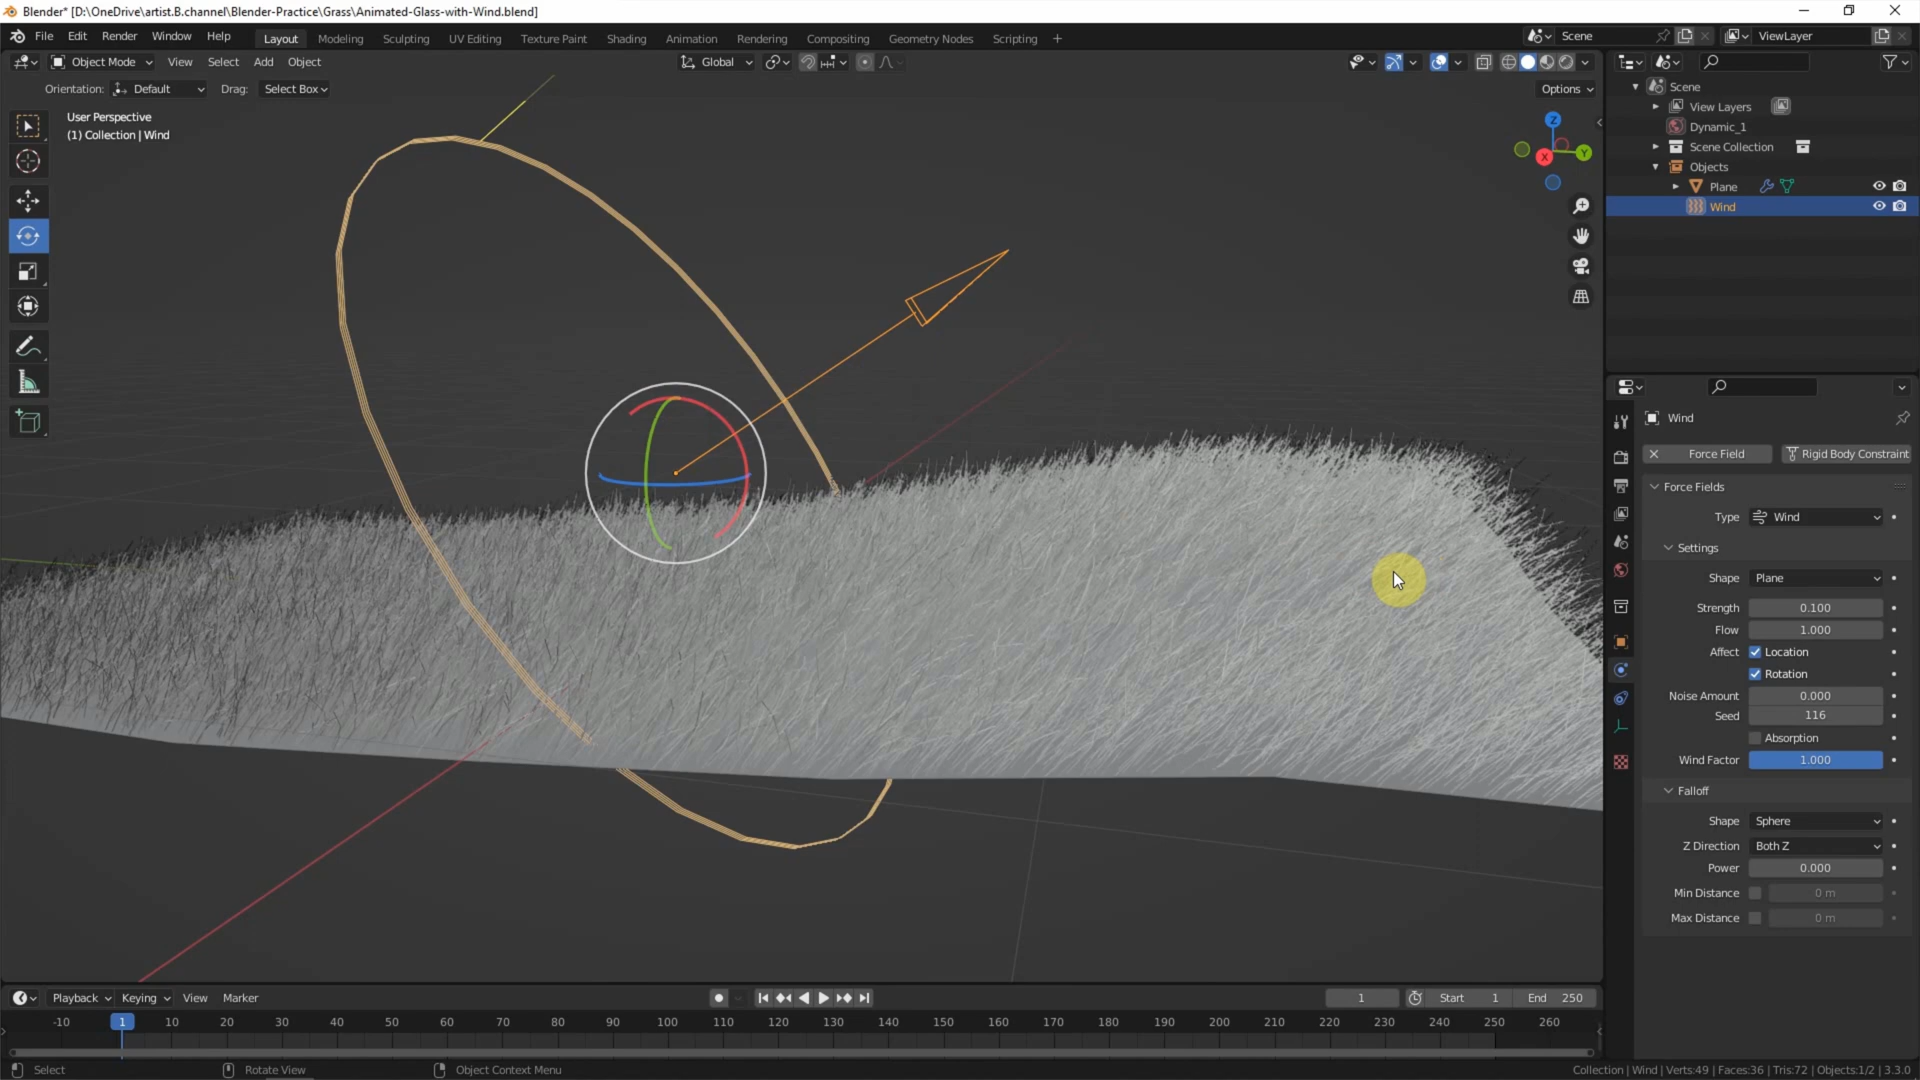 Blender* [D:\OneDrive\artist.B.channel\Blender-Practice\Grass\Animated-Glass-with-Wind.blend]
File Edit Render Window Help Layout Modeling Sculpting UV Editing Texture Paint Shading Animation Rendering Compositing Geometry Nodes Scripting + Scene ViewLayer
Object Mode View Select Add Object Global
Orientation: Default Drag: Select Box Options
User Perspective
(1) Collection | Wind
Z
Y
X
Scene
View Layers
Dynamic_1
Scene Collection
Objects
Plane
Wind
Wind
Force Field Rigid Body Constraint
Force Fields
Type Wind
Settings
Shape Plane
Strength 0.100
Flow 1.000
Affect Location
Rotation
Noise Amount 0.000
Seed 116
Absorption
Wind Factor 1.000
Falloff
Shape Sphere
Z Direction Both Z
Power 0.000
Min Distance 0 m
Max Distance 0 m
Playback Keying View Marker 1 Start 1 End 250
-10 1 10 20 30 40 50 60 70 80 90 100 110 120 130 140 150 160 170 180 190 200 210 220 230 240 250 260
Select Rotate View Object Context Menu Collection | Wind | Verts:49 | Faces:36 | Tris:72 | Objects:1/2 | 3.3.0